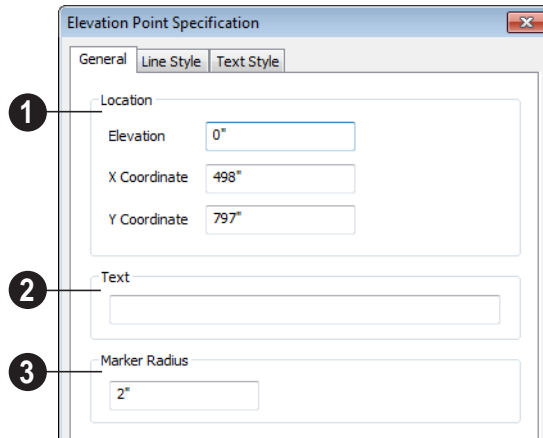 Elevation Point Specification
General Line Style Text Style
1 Location
Elevation 0"
X Coordinate 498"
Y Coordinate 797"
2 Text
3 Marker Radius
2"